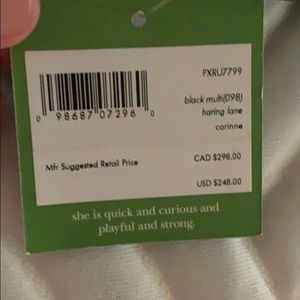 PXRU7799
black multi(098)
haring lane
corinne
0 98687 07296 0
Mfr Suggested Retail Price
CAD $298.00
USD $248.00
she is quick and curious and
playful and strong.